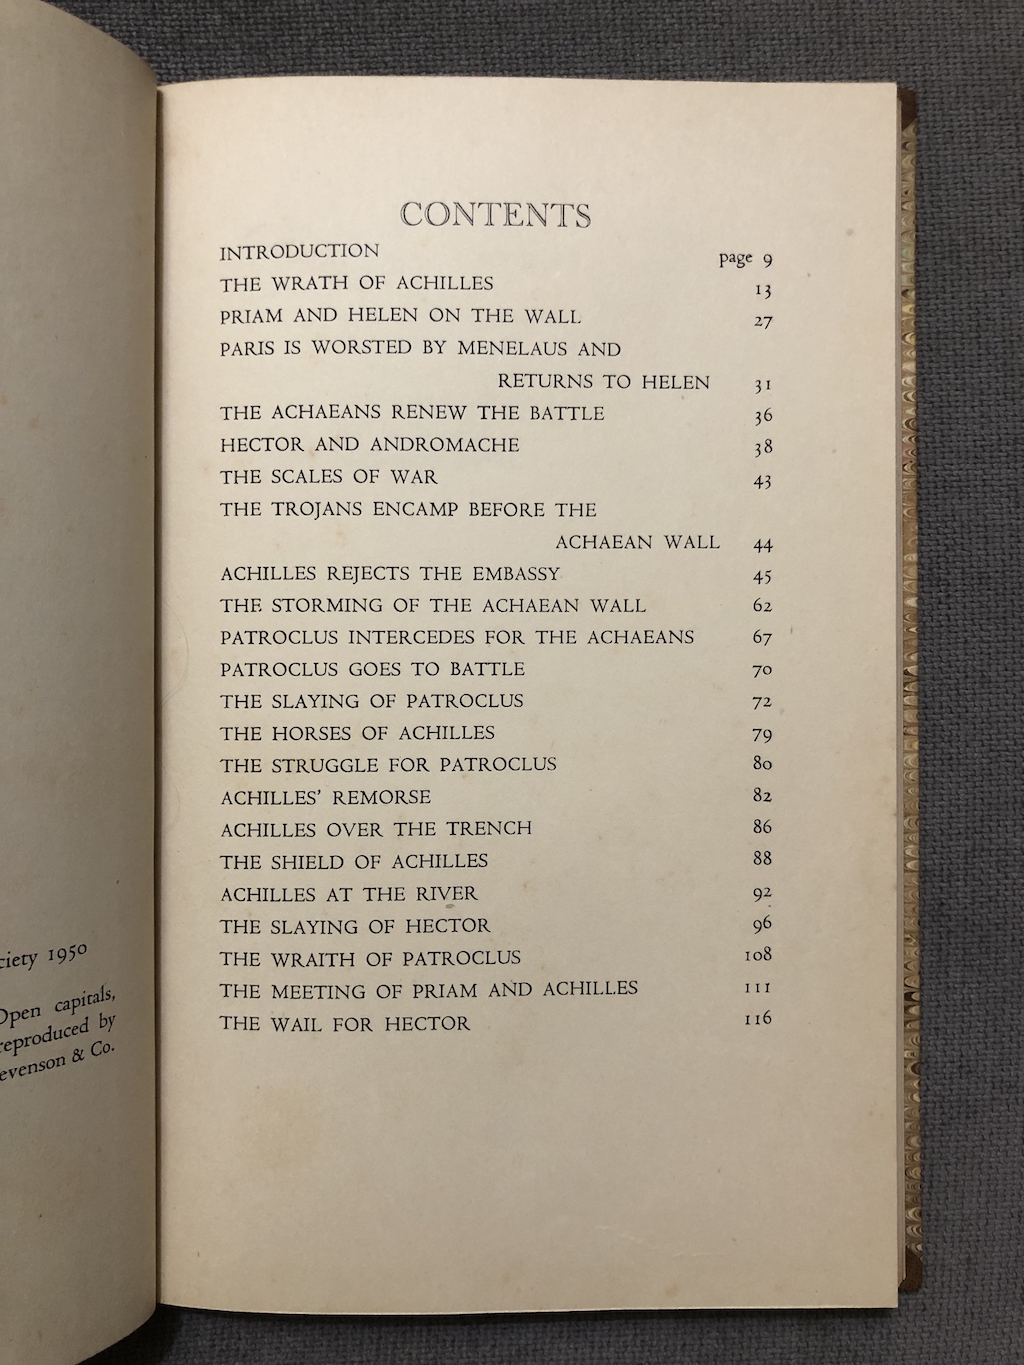 ciety 1950
Open capitals,
reproduced by
evenson & Co.
CONTENTS
INTRODUCTION page 9
THE WRATH OF ACHILLES 13
PRIAM AND HELEN ON THE WALL 27
PARIS IS WORSTED BY MENELAUS AND
RETURNS TO HELEN 31
THE ACHAEANS RENEW THE BATTLE 36
HECTOR AND ANDROMACHE 38
THE SCALES OF WAR 43
THE TROJANS ENCAMP BEFORE THE
ACHAEAN WALL 44
ACHILLES REJECTS THE EMBASSY 45
THE STORMING OF THE ACHAEAN WALL 62
PATROCLUS INTERCEDES FOR THE ACHAEANS 67
PATROCLUS GOES TO BATTLE 70
THE SLAYING OF PATROCLUS 72
THE HORSES OF ACHILLES 79
THE STRUGGLE FOR PATROCLUS 80
ACHILLES' REMORSE 82
ACHILLES OVER THE TRENCH 86
THE SHIELD OF ACHILLES 88
ACHILLES AT THE RIVER 92
THE SLAYING OF HECTOR 96
THE WRAITH OF PATROCLUS 108
THE MEETING OF PRIAM AND ACHILLES 111
THE WAIL FOR HECTOR 116